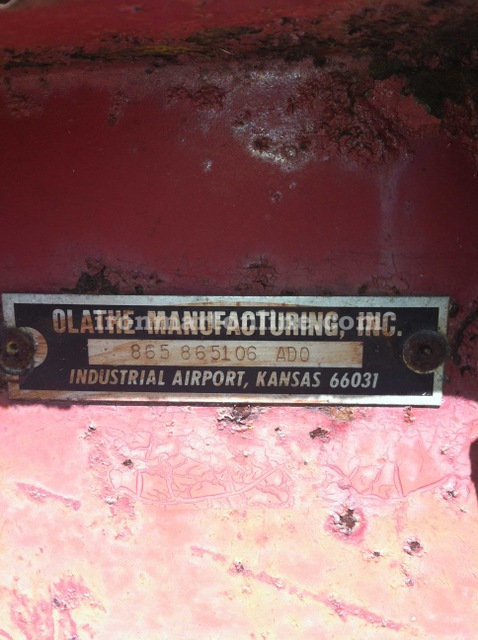 OLATHE MANUFACTURING, INC.
865 865106 ADO
INDUSTRIAL AIRPORT, KANSAS 66031